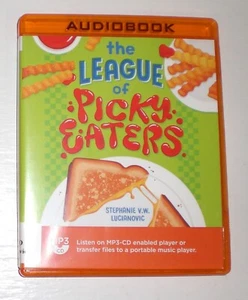 AUDIOBOOK
the
LEAGUE
of
PICKY
EATERS
STEPHANIE V.W.
LUCIANOVIC
MP3
CD
Listen on MP3-CD enabled player or
transfer files to a portable music player.